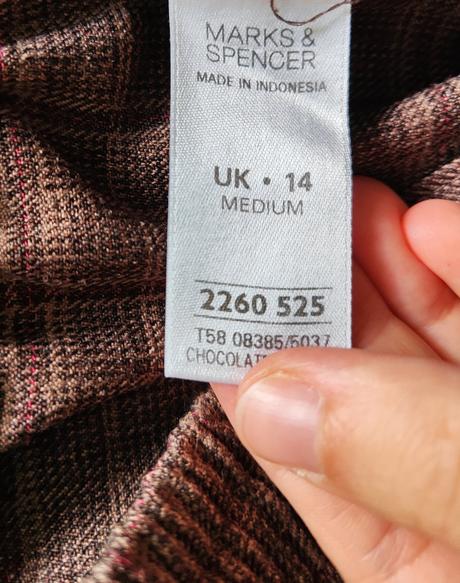 MARKS &
SPENCER
MADE IN INDONESIA
UK • 14
MEDIUM
2260 525
T58 08385/5037